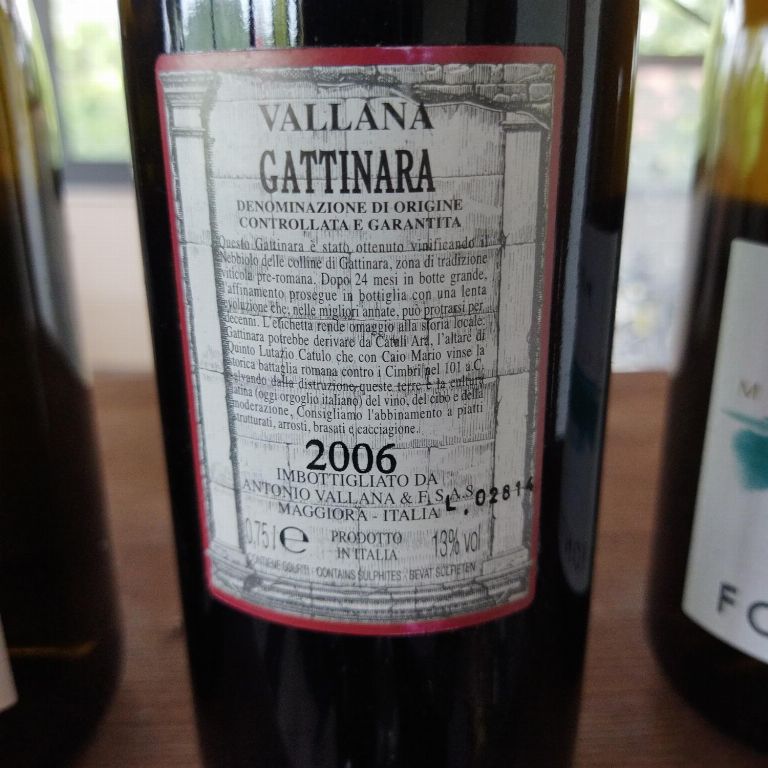 VALLANA
GATTINARA
DENOMINAZIONE DI ORIGINE
CONTROLLATA E GARANTITA
Questo Gattinara è stato ottenuto vinificando il
Nebbiolo delle colline di Gattinara, zona di tradizione
viticola pre-romana. Dopo 24 mesi in botte grande,
l'affinamento prosegue in bottiglia con una lenta
evoluzione che, nelle migliori annate, può protrarsi per
decenni. L'etichetta rende omaggio alla storia locale:
Gattinara potrebbe derivare da Catuli Ara, l'altare di
Quinto Lutazio Catulo che con Caio Mario vinse la
storica battaglia romana contro i Cimbri nel 101 a.C.
salvando dalla distruzione queste terre e la cultura
latina (oggi orgoglio italiano) del vino, del cibo e della
moderazione, Consigliamo l'abbinamento a piatti
strutturati, arrosti, brasati e cacciagione.
2006
IMBOTTIGLIATO DA
ANTONIO VALLANA & F. S.A.S.
MAGGIORA - ITALIA
L. 02814
0,75 l e PRODOTTO IN ITALIA 13% vol
CONTIENE SOLFITI - CONTAINS SULPHITES - BEVAT SULFIETEN
M
FO